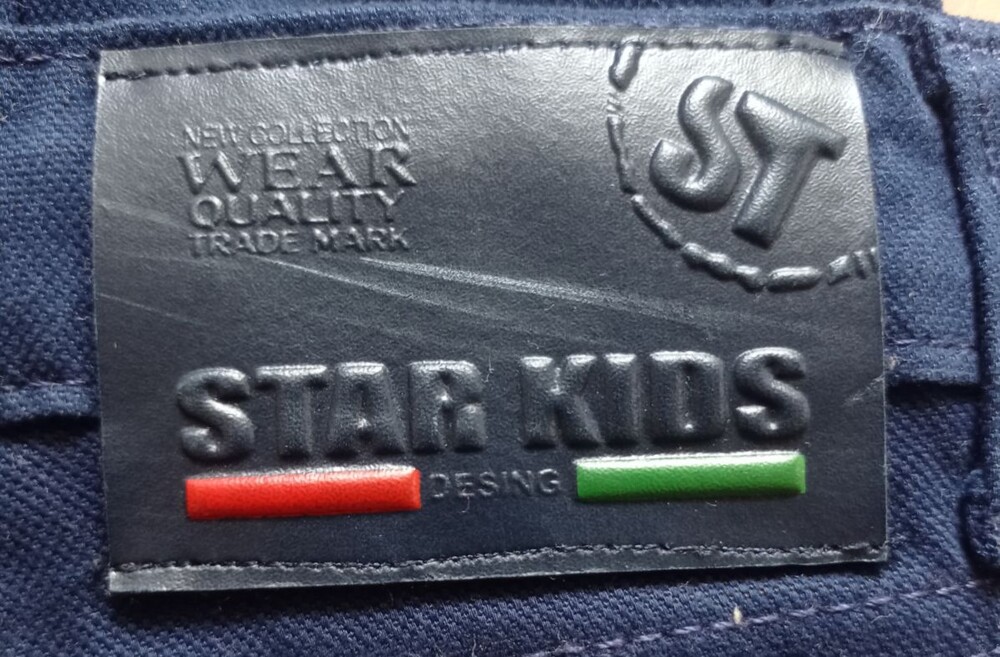 NEW COLLECTION
WEAR
QUALITY
TRADE MARK
ST
STAR KIDS
DESING